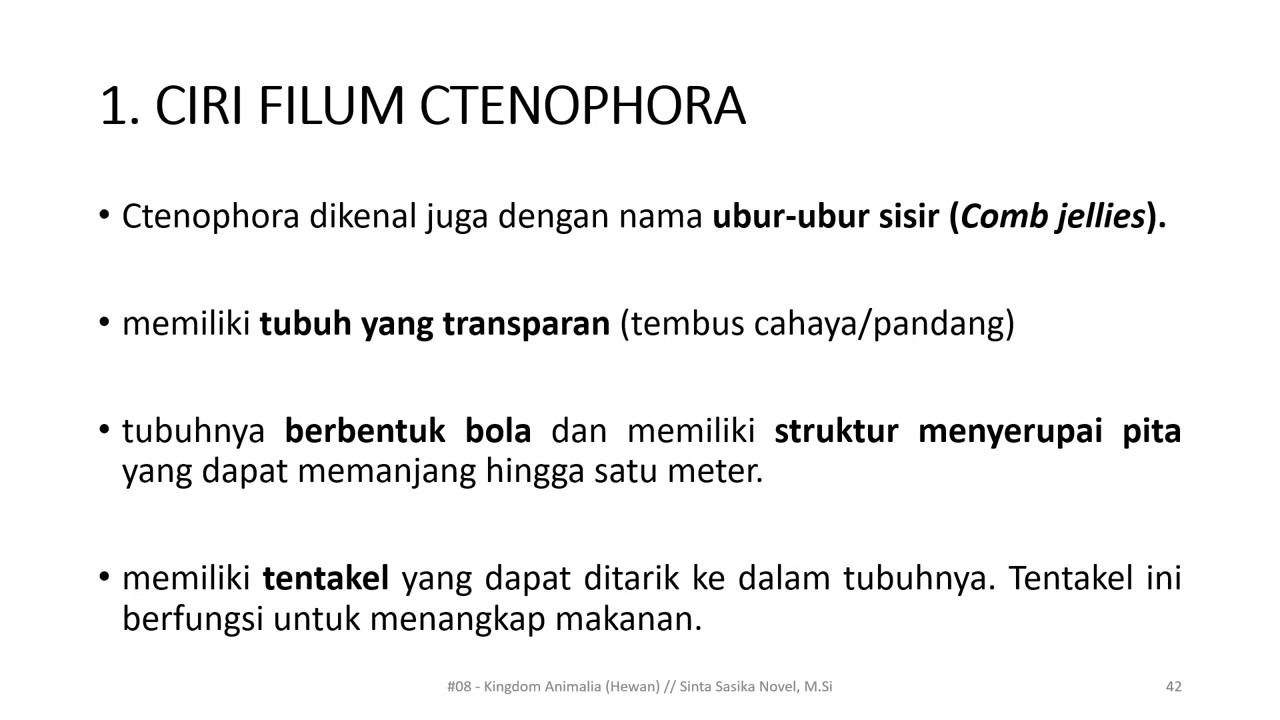 1. CIRI FILUM CTENOPHORA
• Ctenophora dikenal juga dengan nama ubur-ubur sisir (Comb jellies).
• memiliki tubuh yang transparan (tembus cahaya/pandang)
• tubuhnya berbentuk bola dan memiliki struktur menyerupai pita
yang dapat memanjang hingga satu meter.
• memiliki tentakel yang dapat ditarik ke dalam tubuhnya. Tentakel ini
berfungsi untuk menangkap makanan.
#08 - Kingdom Animalia (Hewan) // Sinta Sasika Novel, M.Si
42